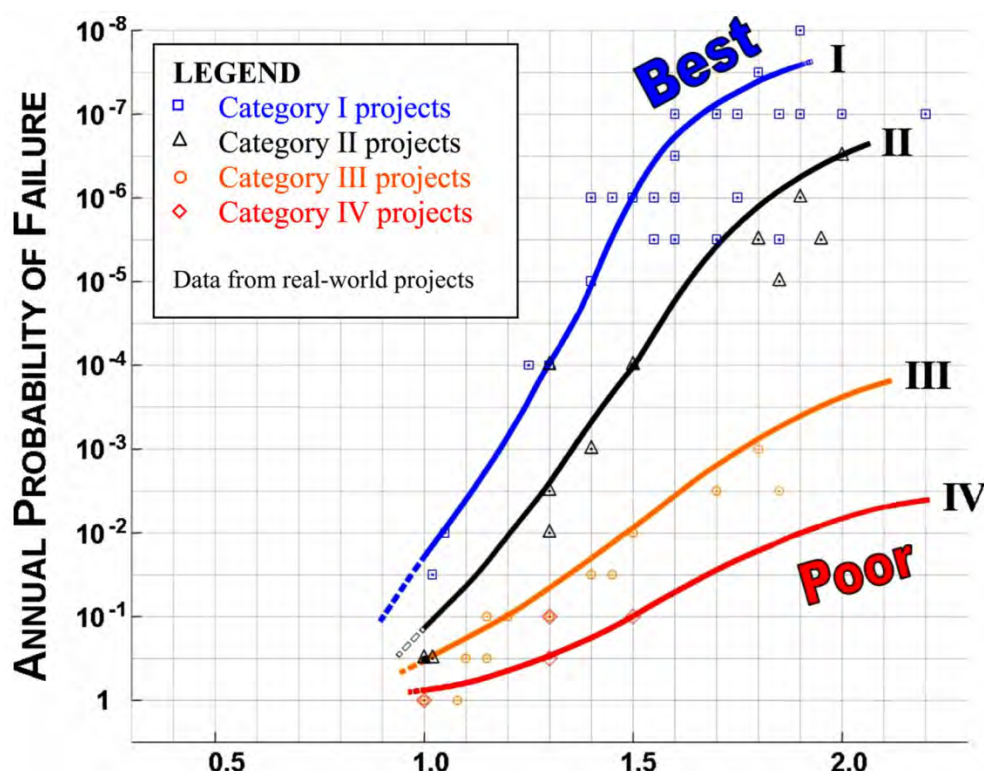 10-8
Best
I
LEGEND
Category I projects
Category II projects
Category III projects
Category IV projects
Data from real-world projects
ANNUAL PROBABILITY OF FAILURE
10-7
II
10-6
10-5
10-4
III
10-3
10-2
IV
Poor
10-1
1
0.5
1.0
1.5
2.0